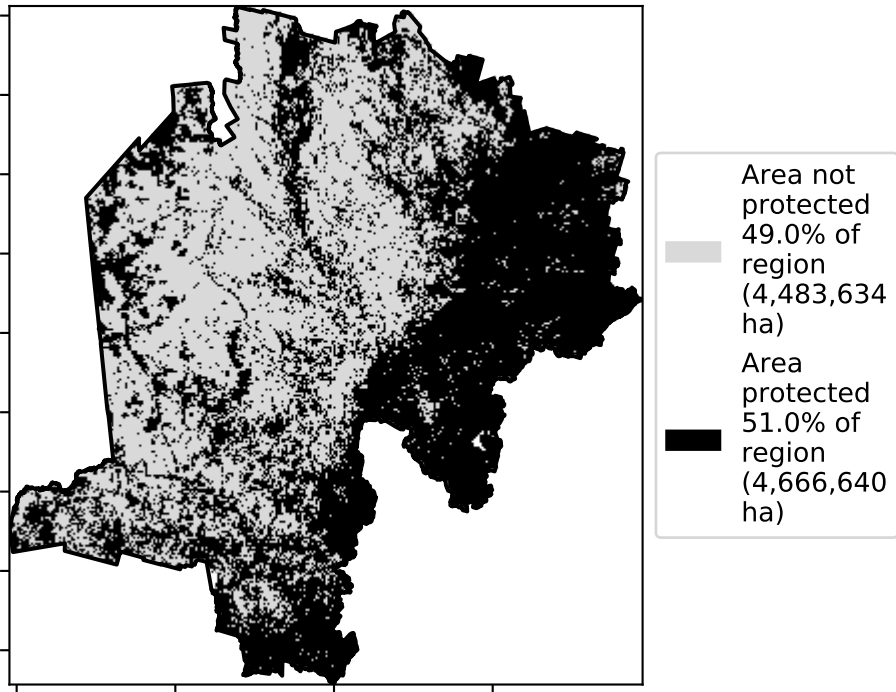 Area not
protected
49.0% of
region
(4,483,634
ha)
Area
protected
51.0% of
region
(4,666,640
ha)